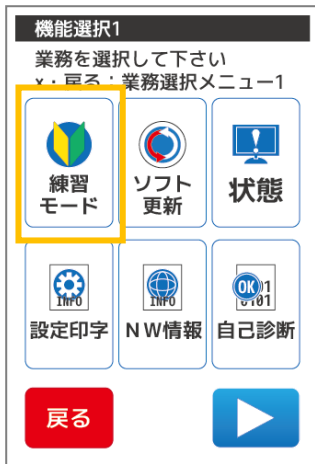 機能選択1
業務を選択して下さい
x・戻る：業務選択メニュー1
練習
モード
ソフト
更新
状態
INFO
設定印字
INFO
NW情報
OK
0101
自己診断
戻る